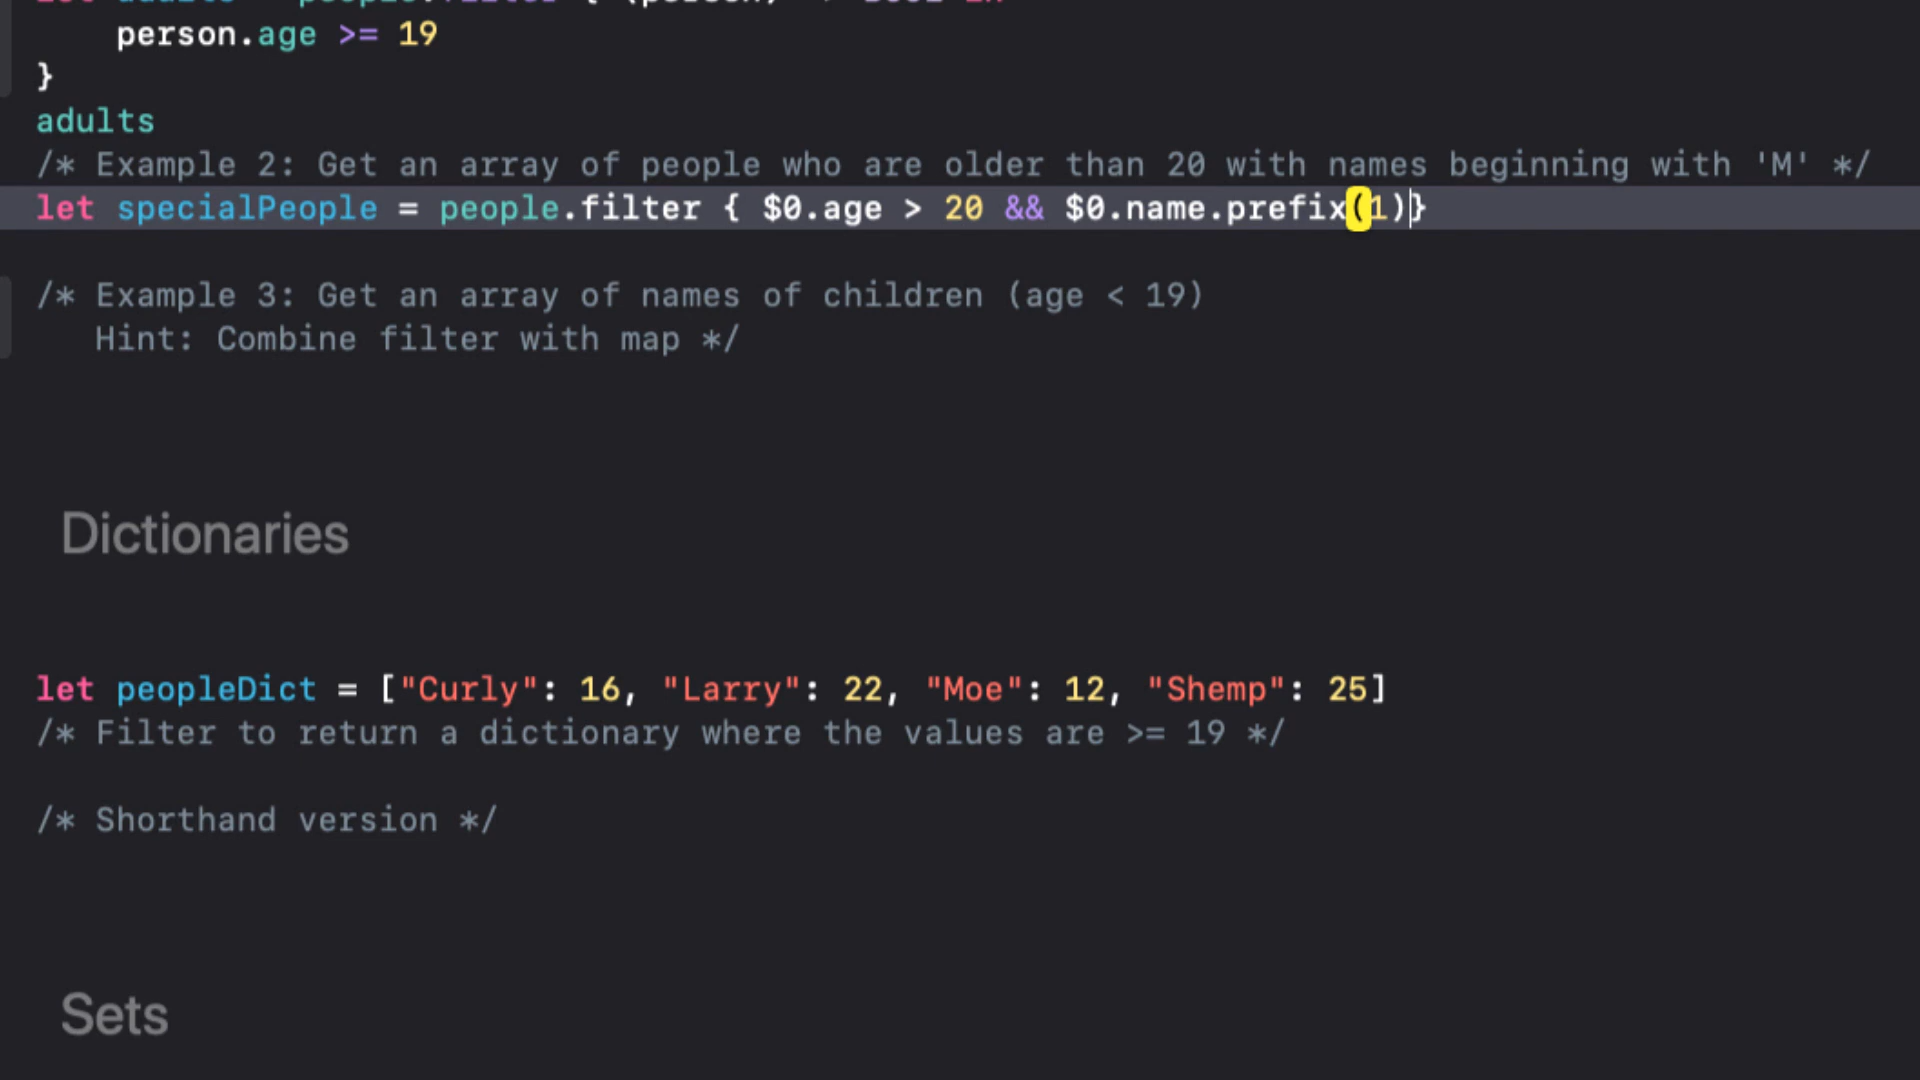 person.age >= 19
}
adults
/* Example 2: Get an array of people who are older than 20 with names beginning with 'M' */
let specialPeople = people.filter { $0.age > 20 && $0.name.prefix(1)}
/* Example 3: Get an array of names of children (age < 19)
Hint: Combine filter with map */
Dictionaries
let peopleDict = ["Curly": 16, "Larry": 22, "Moe": 12, "Shemp": 25]
/* Filter to return a dictionary where the values are >= 19 */
/* Shorthand version */
Sets